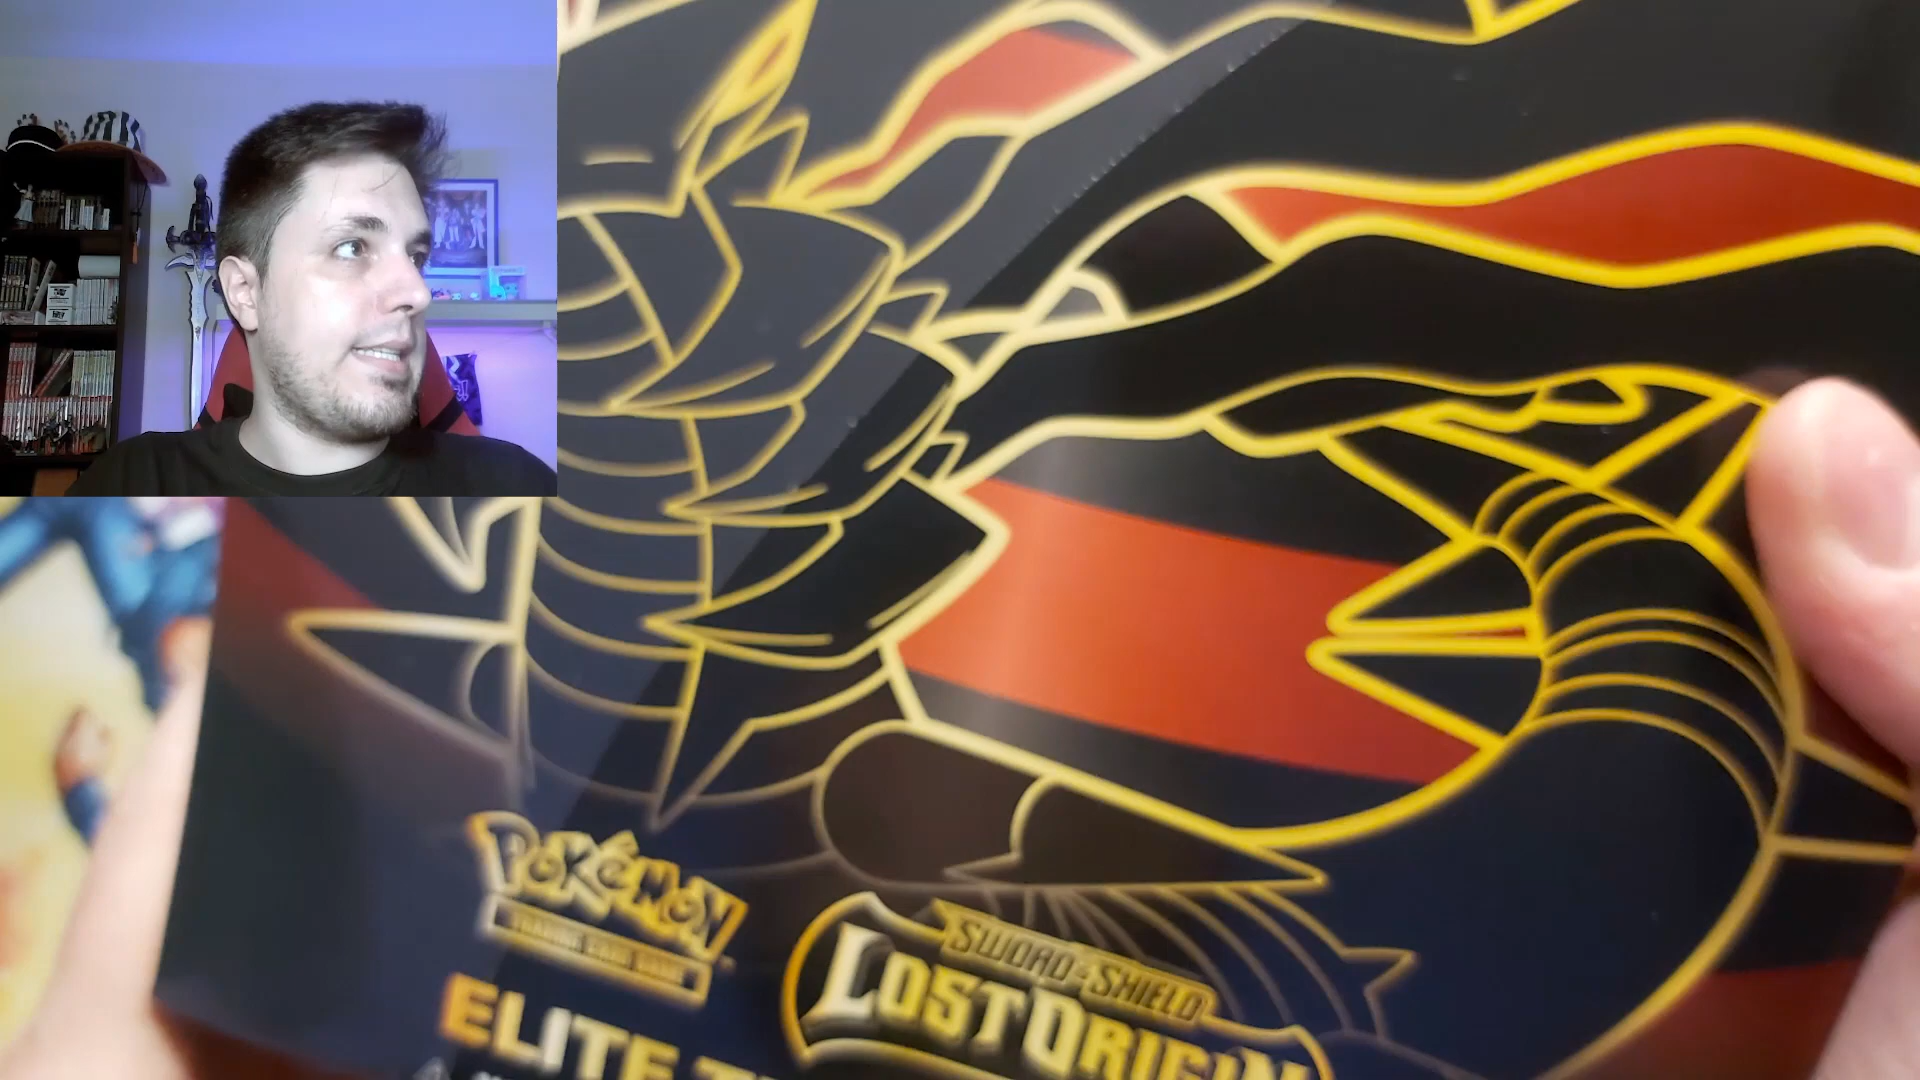 POKéMON
TRADING CARD GAME
SWORD & SHIELD
LOST ORIGIN
ELITE